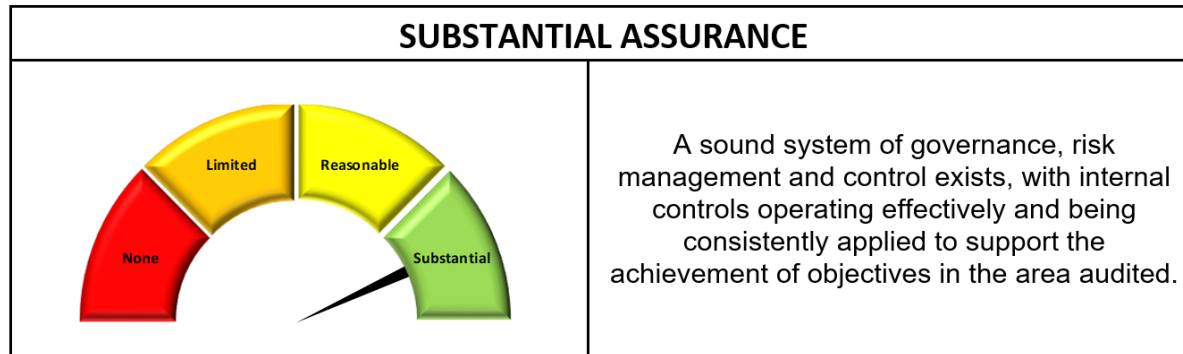 SUBSTANTIAL ASSURANCE
Limited
Reasonable
None
Substantial
A sound system of governance, risk
management and control exists, with internal
controls operating effectively and being
consistently applied to support the
achievement of objectives in the area audited.